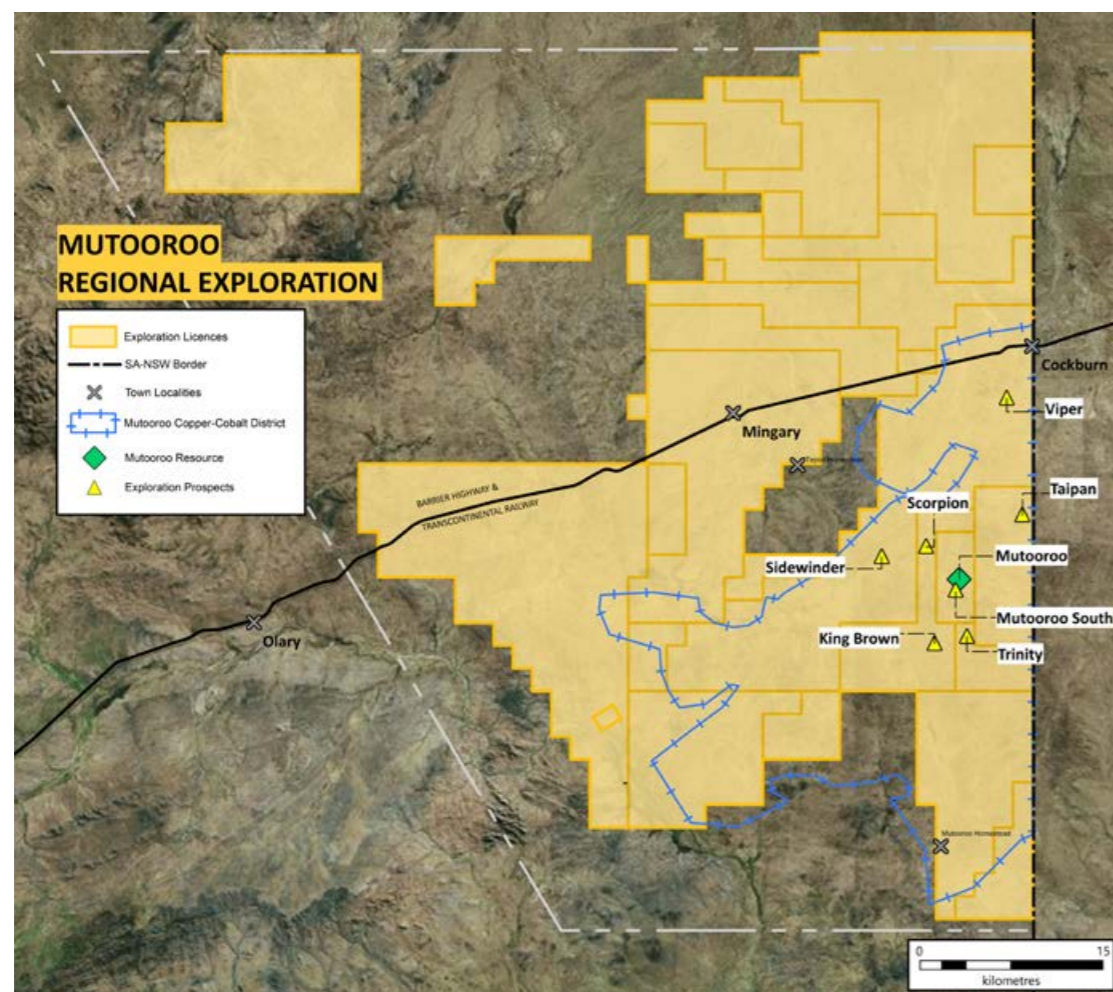 MUTOOROO
REGIONAL EXPLORATION
Exploration Licences
SA-NSW Border
Town Localities
Mutooroo Copper-Cobalt District
Mutooroo Resource
Exploration Prospects
Cockburn
Viper
Mingary
BARRIER HIGHWAY &
TRANSCONTINENTAL RAILWAY
Scorpion
Taipan
Sidewinder
Mutooroo
Mutooroo South
Olary
King Brown
Trinity
Mutooroo Homestead
0 15
kilometres